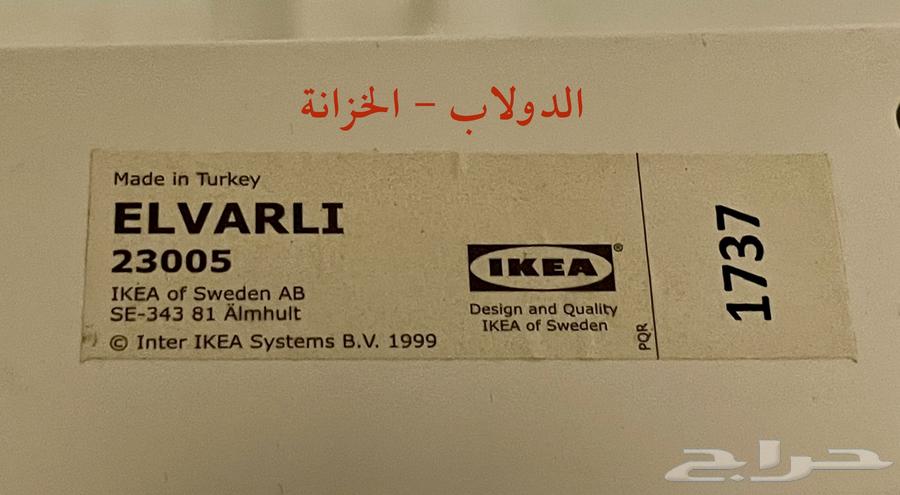 الدولاب - الخزانة
Made in Turkey
ELVARLI
23005
IKEA of Sweden AB
SE-343 81 Älmhult
© Inter IKEA Systems B.V. 1999
IKEA®
Design and Quality
IKEA of Sweden
PQR
1737
حراج